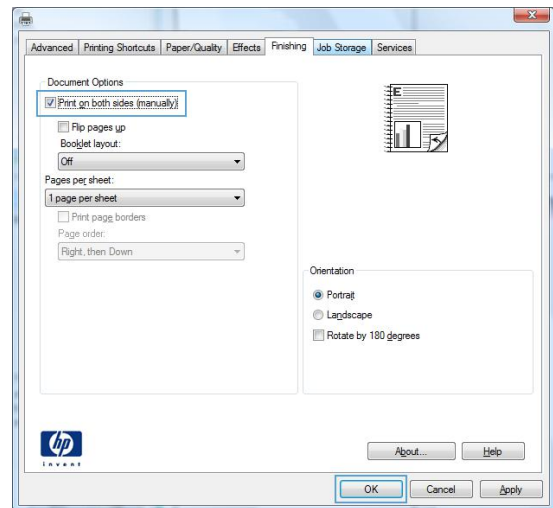 Advanced Printing Shortcuts Paper/Quality Effects Finishing Job Storage Services
Document Options
Print on both sides (manually)
Flip pages up
Booklet layout:
Off
Pages per sheet:
1 page per sheet
Print page borders
Page order:
Right, then Down
E
Orientation
Portrait
Landscape
Rotate by 180 degrees
hp
invent
About... Help
OK Cancel Apply